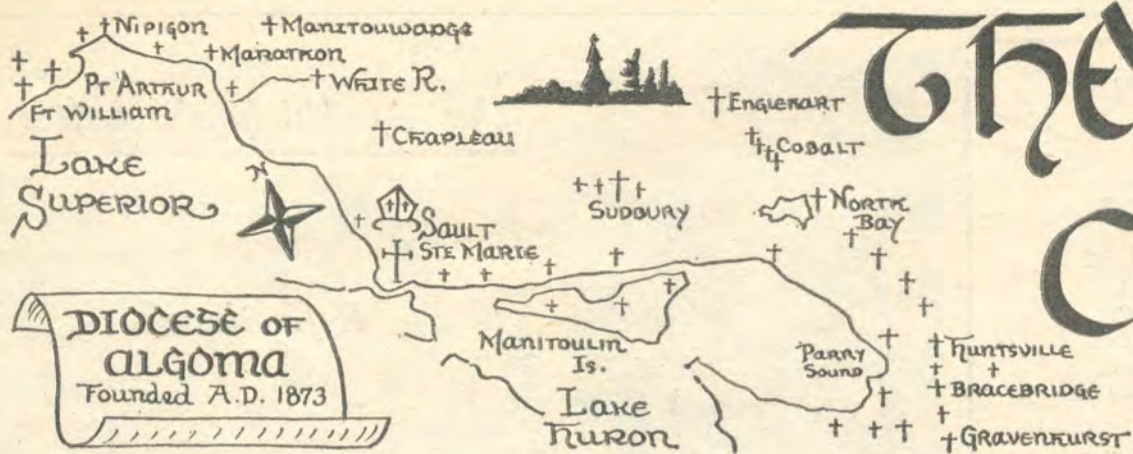 NIPIGON
MANITOUWADGE
MARATHON
WHITE R.
PT ARTHUR
FT WILLIAM
LAKE
SUPERIOR
CHAPLEAU
N
SAULT
STE MARIE
SUDBURY
ENGLEHART
COBALT
NORTH
BAY
MANITOULIN
IS.
LAKE
HURON
PARRY
SOUND
HUNTSVILLE
BRACEBRIDGE
GRAVENHURST
DIOCESE OF
ALGOMA
Founded A.D. 1873
THE